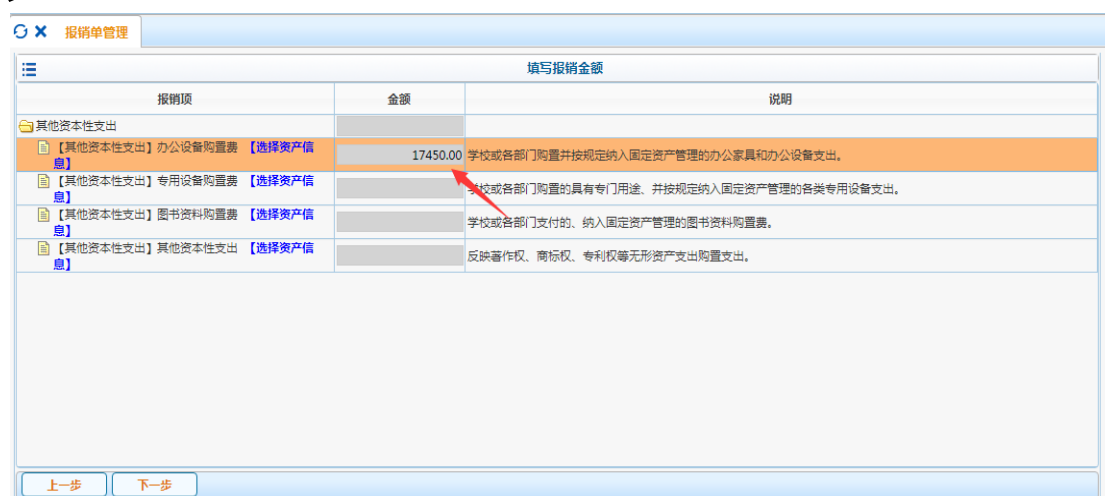 报销单管理
填写报销金额
报销项 金额 说明
其他资本性支出
【其他资本性支出】办公设备购置费 【选择资产信
息】
17450.00 学校或各部门购置并按规定纳入固定资产管理的办公家具和办公设备支出。
【其他资本性支出】专用设备购置费 【选择资产信
息】
学校或各部门购置的具有专门用途、并按规定纳入固定资产管理的各类专用设备支出。
【其他资本性支出】图书资料购置费 【选择资产信
息】
学校或各部门支付的、纳入固定资产管理的图书资料购置费。
【其他资本性支出】其他资本性支出 【选择资产信
息】
反映著作权、商标权、专利权等无形资产支出购置支出。
上一步 下一步